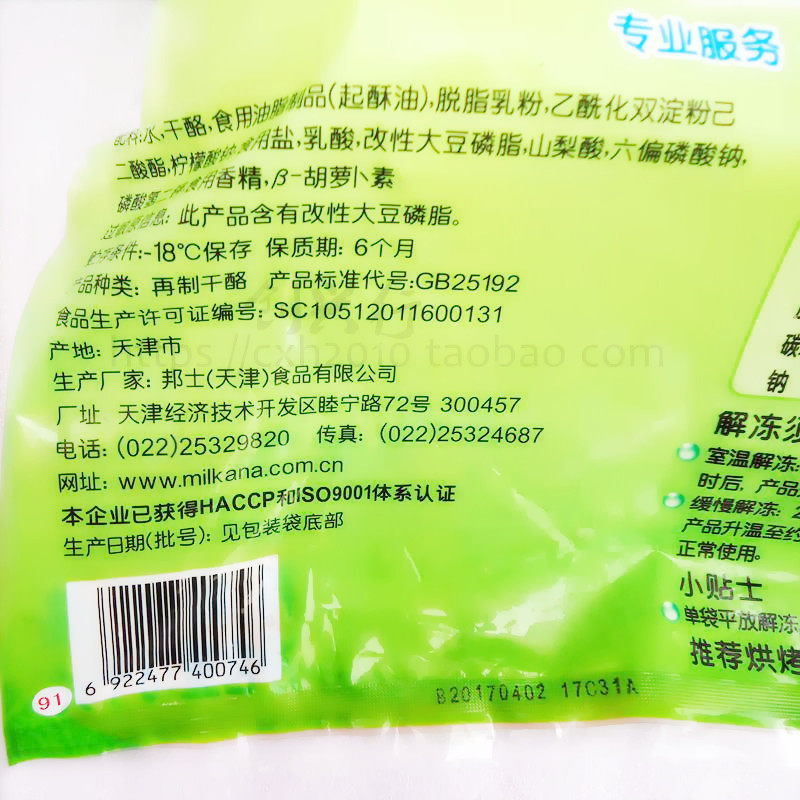 专业服务
水,干酪,食用油脂制品(起酥油),脱脂乳粉,乙酰化双淀粉己
二酸酯,柠檬酸钠,食用盐,乳酸,改性大豆磷脂,山梨酸,六偏磷酸钠,
磷酸氢二钠,食用香精,β-胡萝卜素
过敏原信息: 此产品含有改性大豆磷脂。
贮存条件:-18℃保存 保质期: 6个月
产品种类: 再制干酪 产品标准代号:GB25192
食品生产许可证编号: SC10512011600131
产地: 天津市
https://cxh2010.taobao.com
生产厂家: 邦士(天津)食品有限公司
厂址 天津经济技术开发区睦宁路72号 300457
电话: (022)25329820 传真: (022)25324687
网址: www.milkana.com.cn
本企业已获得HACCP和ISO9001体系认证
生产日期(批号): 见包装袋底部
6 922477 400746
91
B20170402 17C31A
碳
钠
解冻须
室温解冻:
时后, 产品
缓慢解冻: 2
产品升温至约
正常使用。
小贴士
单袋平放解冻
推荐烘烤